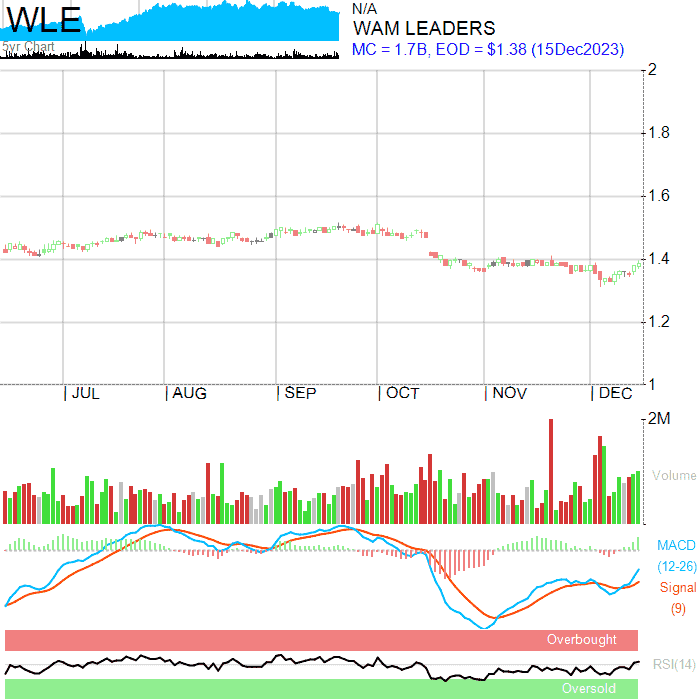 WLE
5yr Chart
N/A
WAM LEADERS
MC = 1.7B, EOD = $1.38 (15Dec2023)
2
1.8
1.6
1.4
1.2
1
JUL AUG SEP OCT NOV DEC
2M
Volume
MACD
(12-26)
Signal
(9)
Overbought
RSI(14)
Oversold